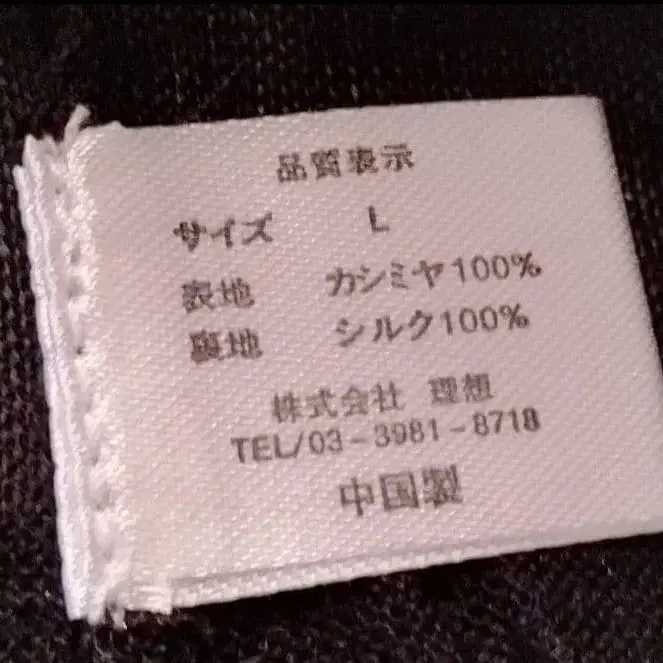 品質表示
サイズ L
表地 カシミヤ100%
裏地 シルク100%
株式会社 理想
TEL/03-3981-8718
中国製